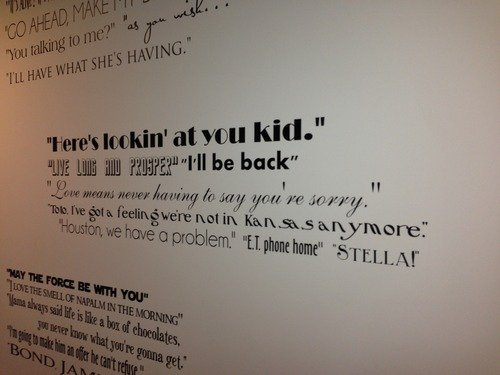 "GO AHEAD, MAKE MY
"You talking to me?" "as you wish...
"I'LL HAVE WHAT SHE'S HAVING."
"Here's lookin' at you kid."
"LIVE LONG AND PROSPER" "I'll be back"
"Love means never having to say you're sorry."
"Toto, I've got a feeling we're not in Kansas anymore."
"Houston, we have a problem." "E.T. phone home" "STELLA!"
"MAY THE FORCE BE WITH YOU"
"I LOVE THE SMELL OF NAPALM IN THE MORNING"
"Mama always said life is like a box of chocolates,
you never know what you're gonna get."
"I'm going to make him an offer he can't refuse."
"BOND JAM